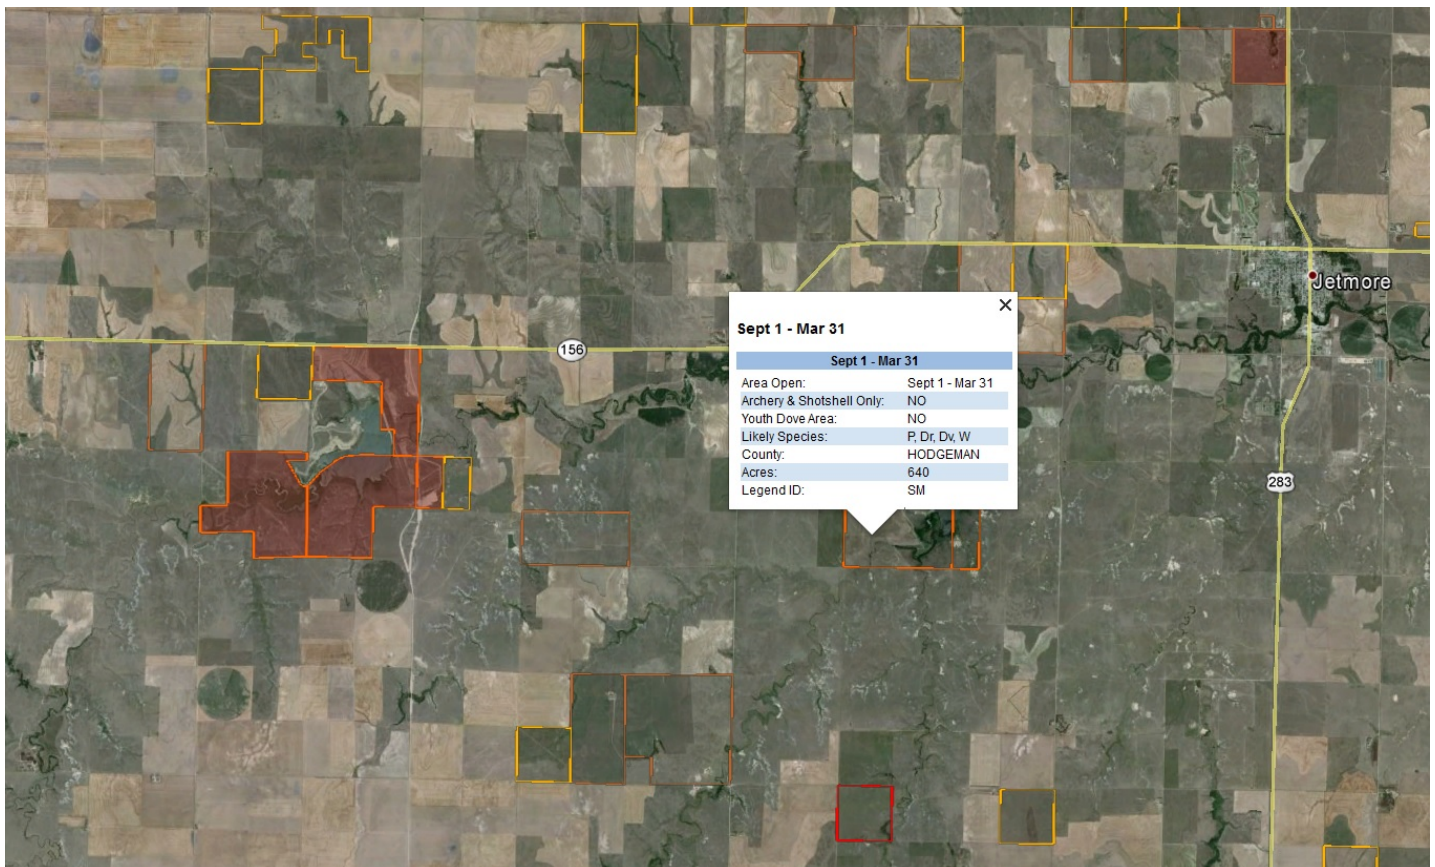 Jetmore
156
283
Sept 1 - Mar 31
Sept 1 - Mar 31
Area Open: Sept 1 - Mar 31
Archery & Shotshell Only: NO
Youth Dove Area: NO
Likely Species: P, Dr, Dv, W
County: HODGEMAN
Acres: 640
Legend ID: SM